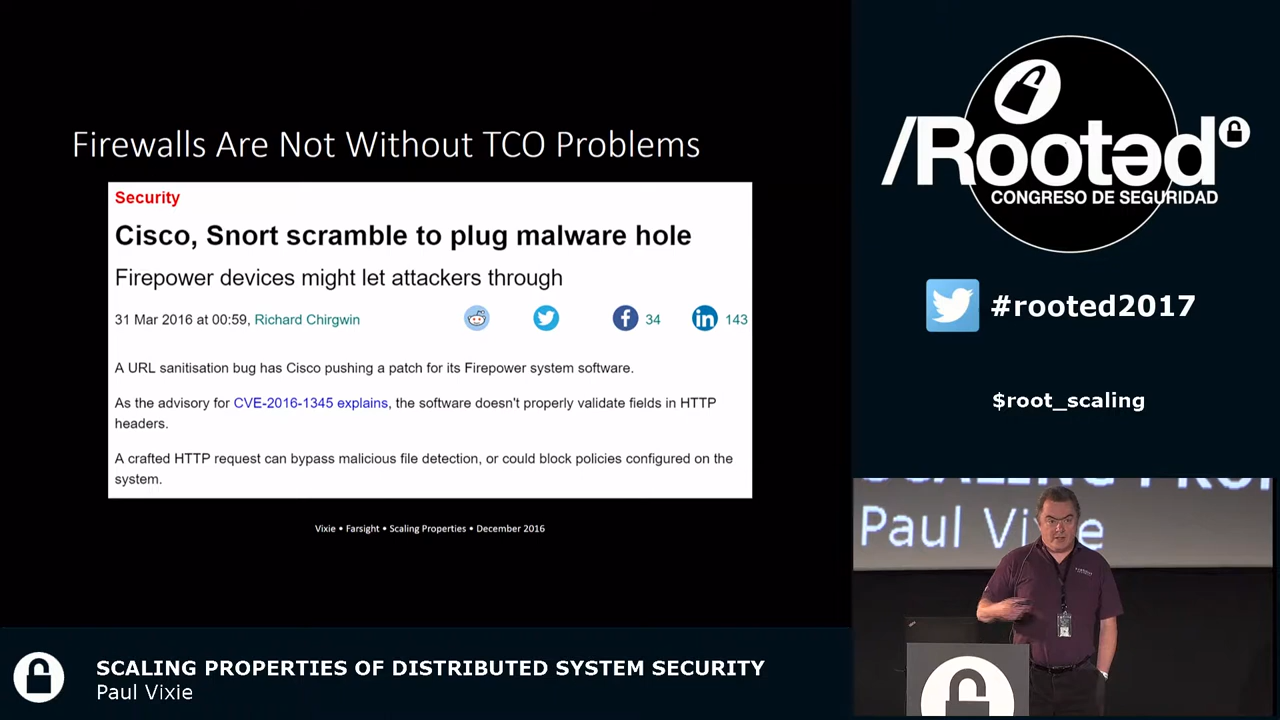 Firewalls Are Not Without TCO Problems
Security
Cisco, Snort scramble to plug malware hole
Firepower devices might let attackers through
31 Mar 2016 at 00:59, Richard Chirgwin
34
143
A URL sanitisation bug has Cisco pushing a patch for its Firepower system software.
As the advisory for CVE-2016-1345 explains, the software doesn't properly validate fields in HTTP
headers.
A crafted HTTP request can bypass malicious file detection, or could block policies configured on the
system.
Vixie • Farsight • Scaling Properties • December 2016
/Rootəd
CONGRESO DE SEGURIDAD
#rooted2017
$root_scaling
Paul Vixie
SCALING PROPERTIES OF DISTRIBUTED SYSTEM SECURITY
Paul Vixie